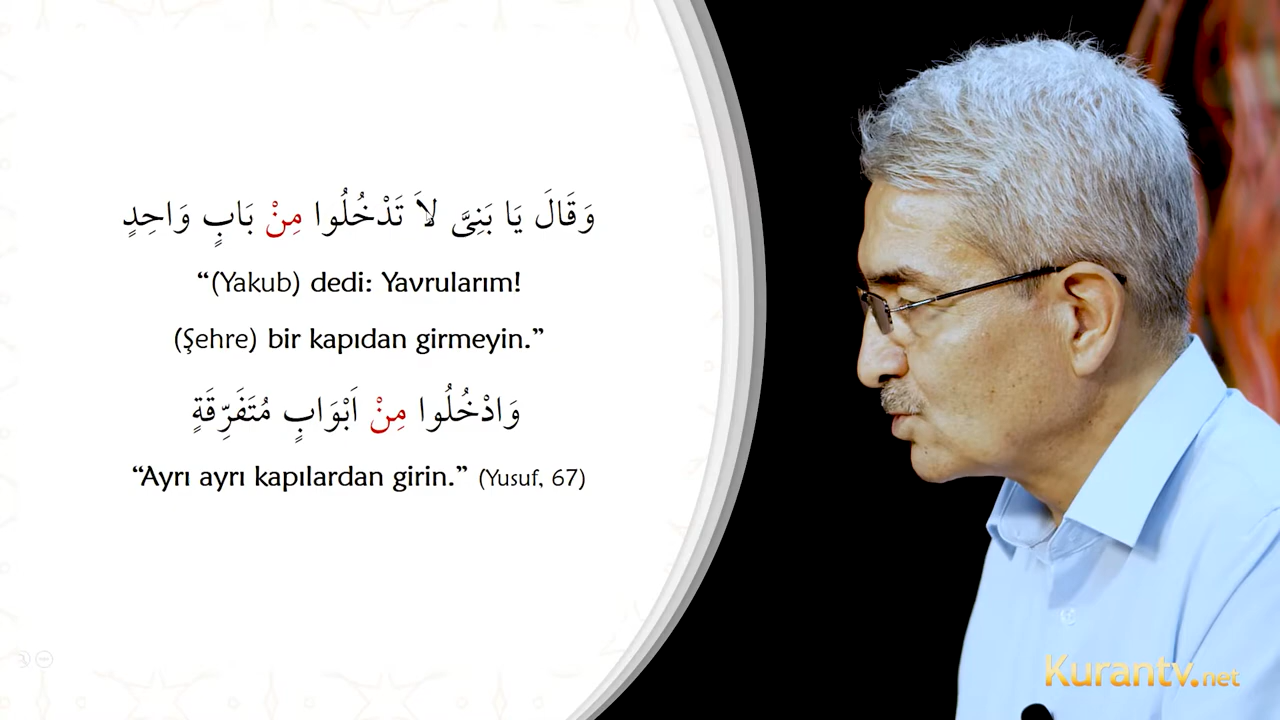 وَقَالَ يَا بَنِىَّ لاَ تَدْخُلُوا مِنْ بَابٍ وَاحِدٍ
“(Yakub) dedi: Yavrularım!
(Şehre) bir kapıdan girmeyin.”
وَادْخُلُوا مِنْ اَبْوَابٍ مُتَفَرِّقَةٍ
“Ayrı ayrı kapılardan girin.” (Yusuf, 67)
Kurantv.net